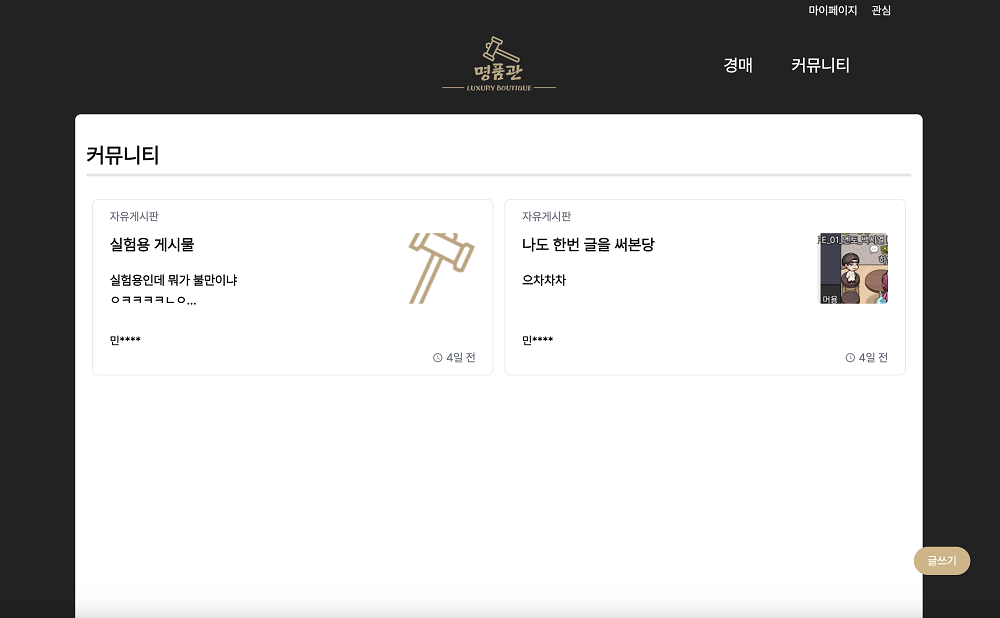 마이페이지 관심
명품관
LUXURY BOUTIQUE
경매 커뮤니티
커뮤니티
자유게시판
실험용 게시물
실험용인데 뭐가 불만이냐
ㅇㅋㅋㅋㅋㄴㅇ...
민****
4일 전
자유게시판
나도 한번 글을 써본당
으차차차
머용
민****
4일 전
글쓰기